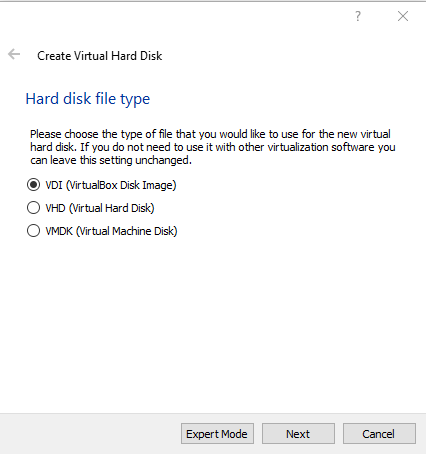 ?
Create Virtual Hard Disk
Hard disk file type
Please choose the type of file that you would like to use for the new virtual
hard disk. If you do not need to use it with other virtualization software you
can leave this setting unchanged.
VDI (VirtualBox Disk Image)
VHD (Virtual Hard Disk)
VMDK (Virtual Machine Disk)
Expert Mode Next Cancel